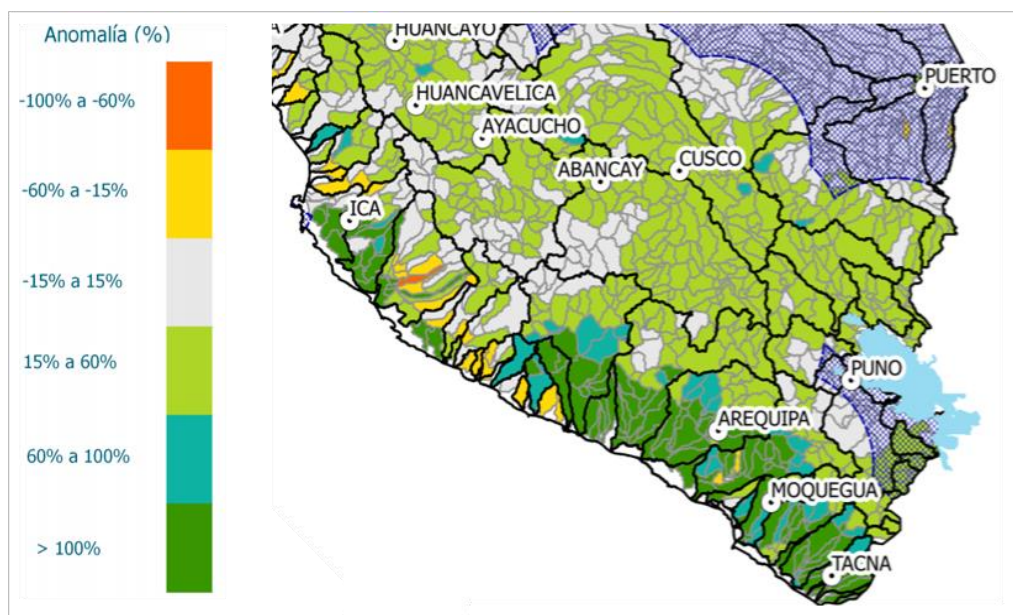 Anomalía (%)
-100% a -60%
-60% a -15%
-15% a 15%
15% a 60%
60% a 100%
> 100%
HUANCAYO
HUANCAVELICA
AYACUCHO
ABANCAY
CUSCO
PUERTO
ICA
PUNO
AREQUIPA
MOQUEGUA
TACNA